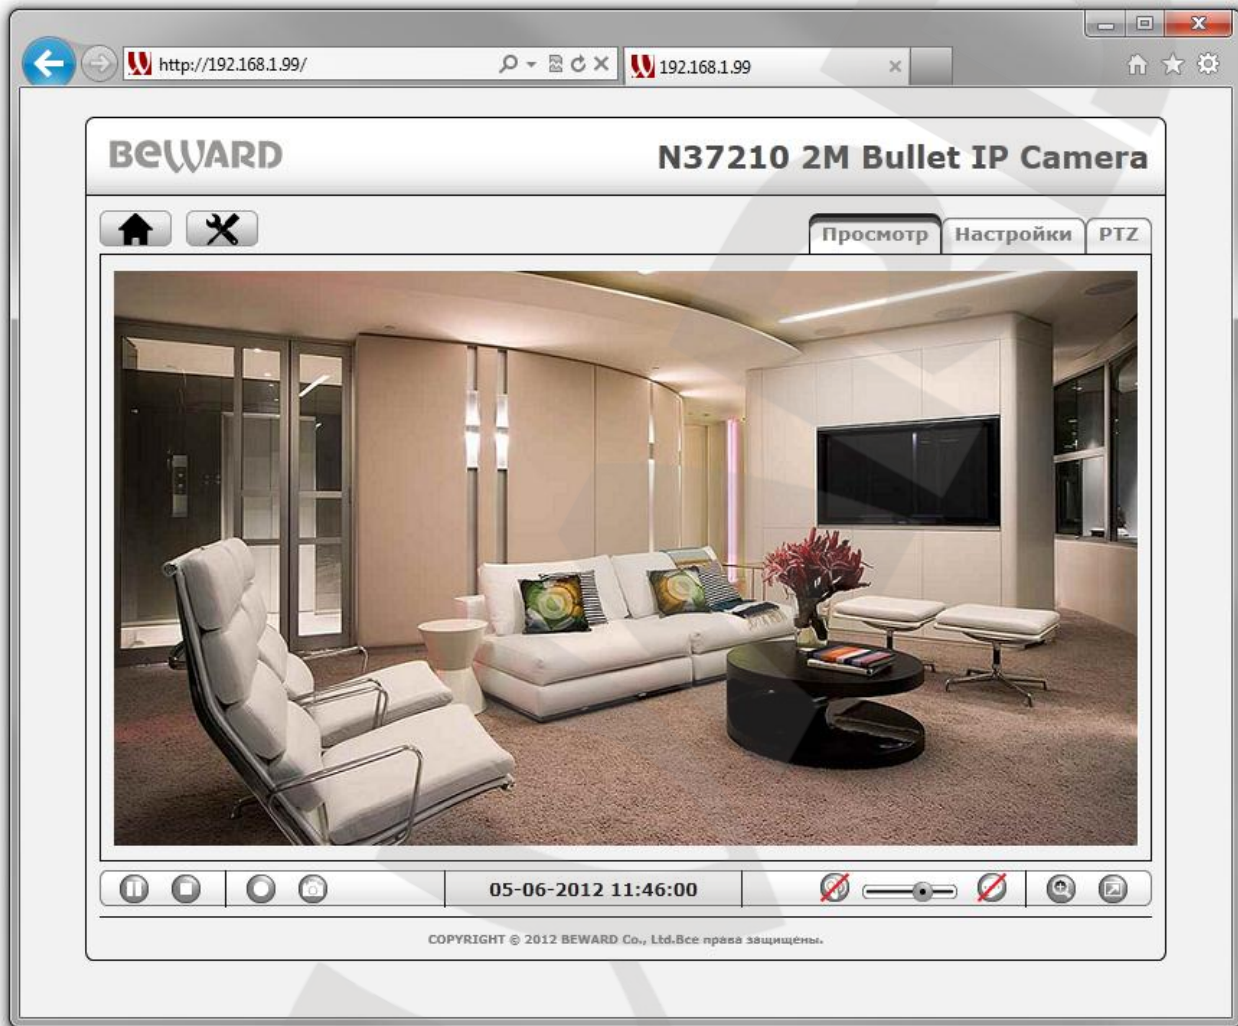 http://192.168.1.99/
192.168.1.99
BEWARD
N37210 2M Bullet IP Camera
Просмотр
Настройки
PTZ
05-06-2012 11:46:00
COPYRIGHT © 2012 BEWARD Co., Ltd.Все права защищены.